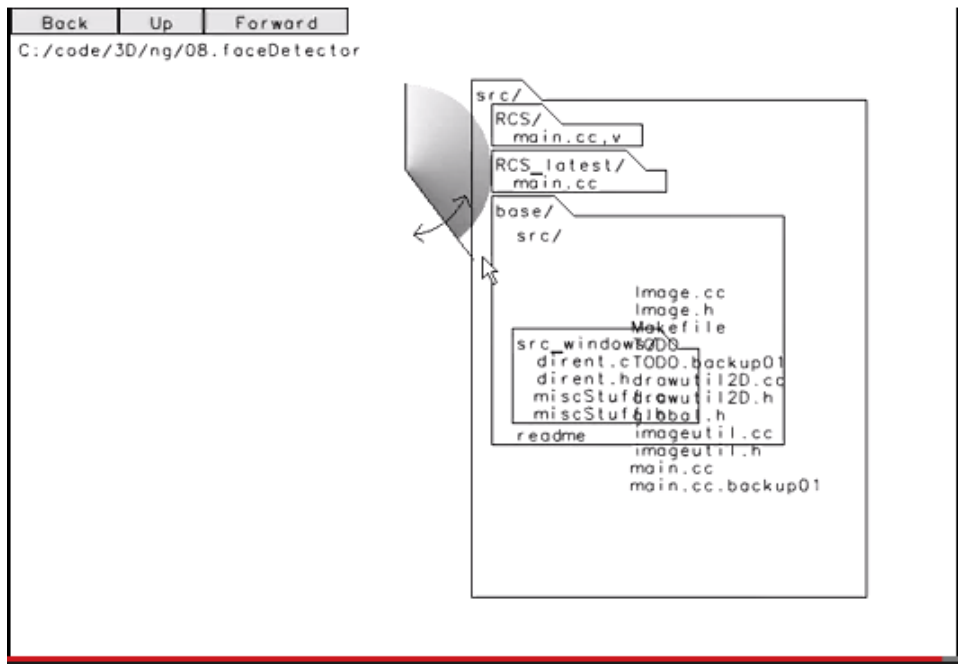 Back Up Forward
C:/code/3D/ng/08.faceDetector
src/
RCS/
main.cc,v
RCS_latest/
main.cc
base/
src/
Image.cc
Image.h
Makefile
TODO
TODO.backup01
drawutil2D.cc
drawutil2D.h
global.h
imageutil.cc
imageutil.h
main.cc
main.cc.backup01
src_windows/
dirent.c
dirent.h
miscStuff
miscStuff.h
readme